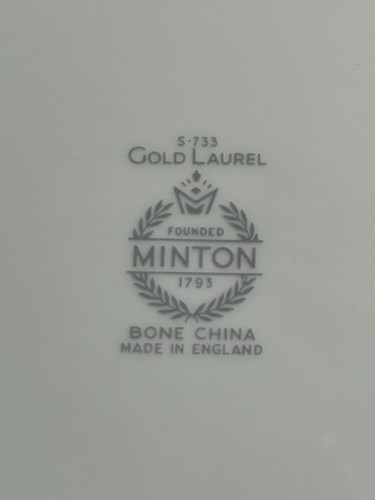 S·733
GOLD LAUREL
FOUNDED
MINTON
1793
BONE CHINA
MADE IN ENGLAND